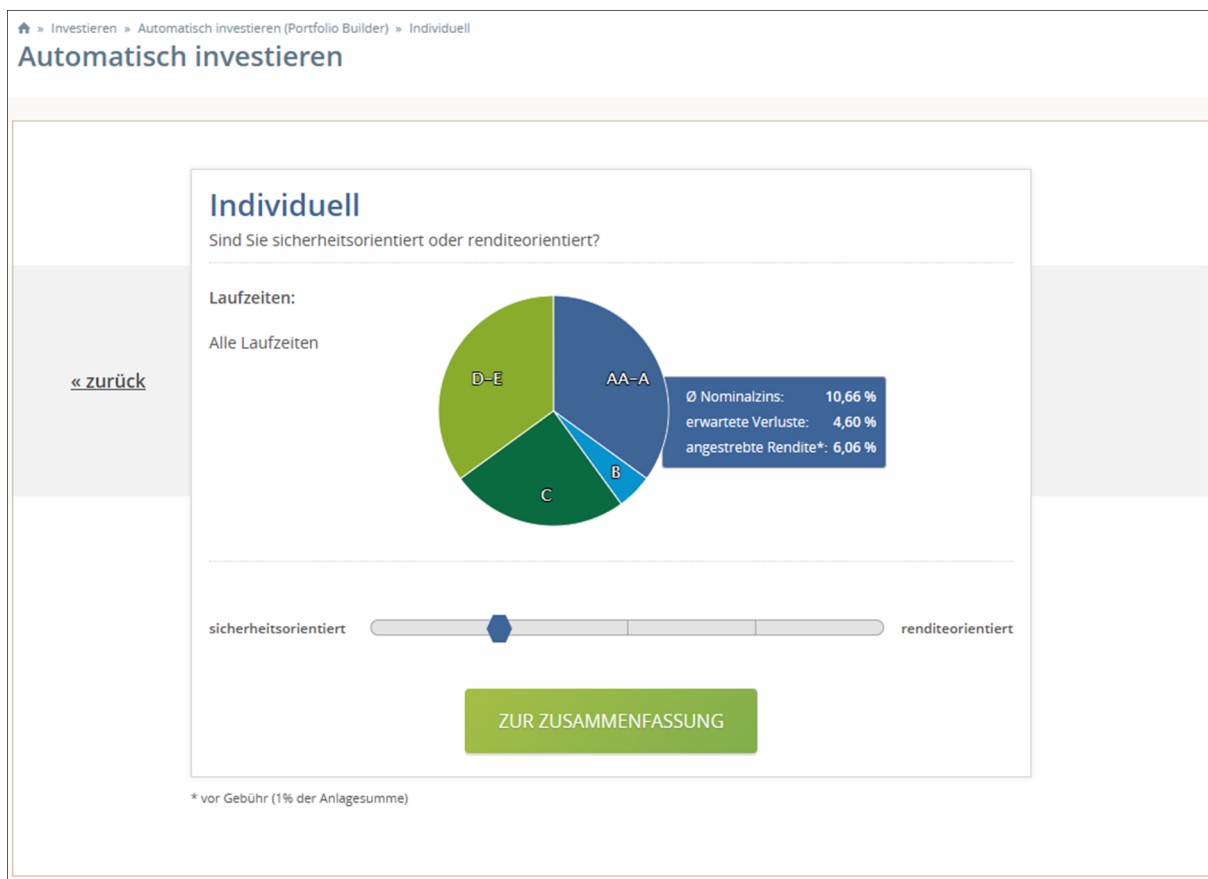 » Investieren » Automatisch investieren (Portfolio Builder) » Individuell
Automatisch investieren
Individuell
Sind Sie sicherheitsorientiert oder renditeorientiert?
Laufzeiten:
Alle Laufzeiten
« zurück
D-E
AA-A
B
C
Ø Nominalzins: 10,66 %
erwartete Verluste: 4,60 %
angestrebte Rendite*: 6,06 %
sicherheitsorientiert
renditeorientiert
ZUR ZUSAMMENFASSUNG
* vor Gebühr (1% der Anlagesumme)